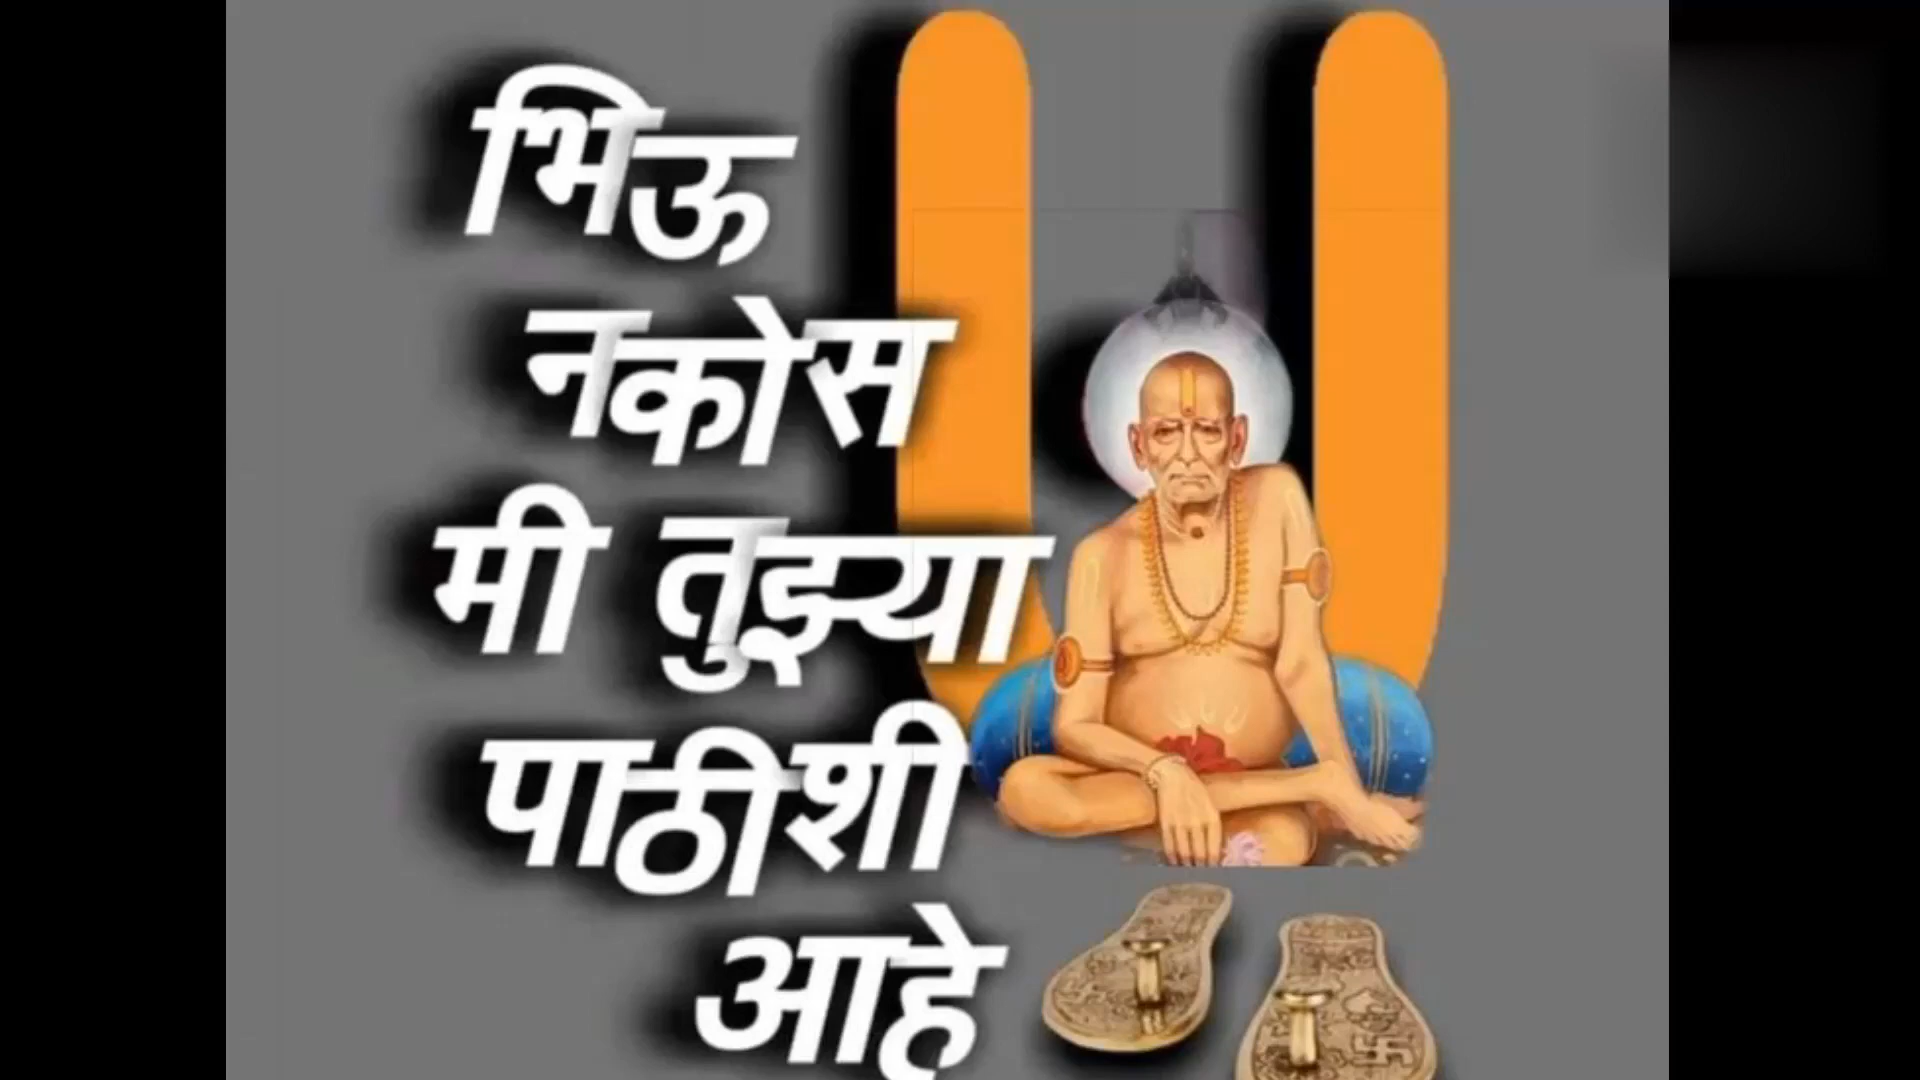 भिऊ
नकोस
मी तुझ्या
पाठीशी
आहे